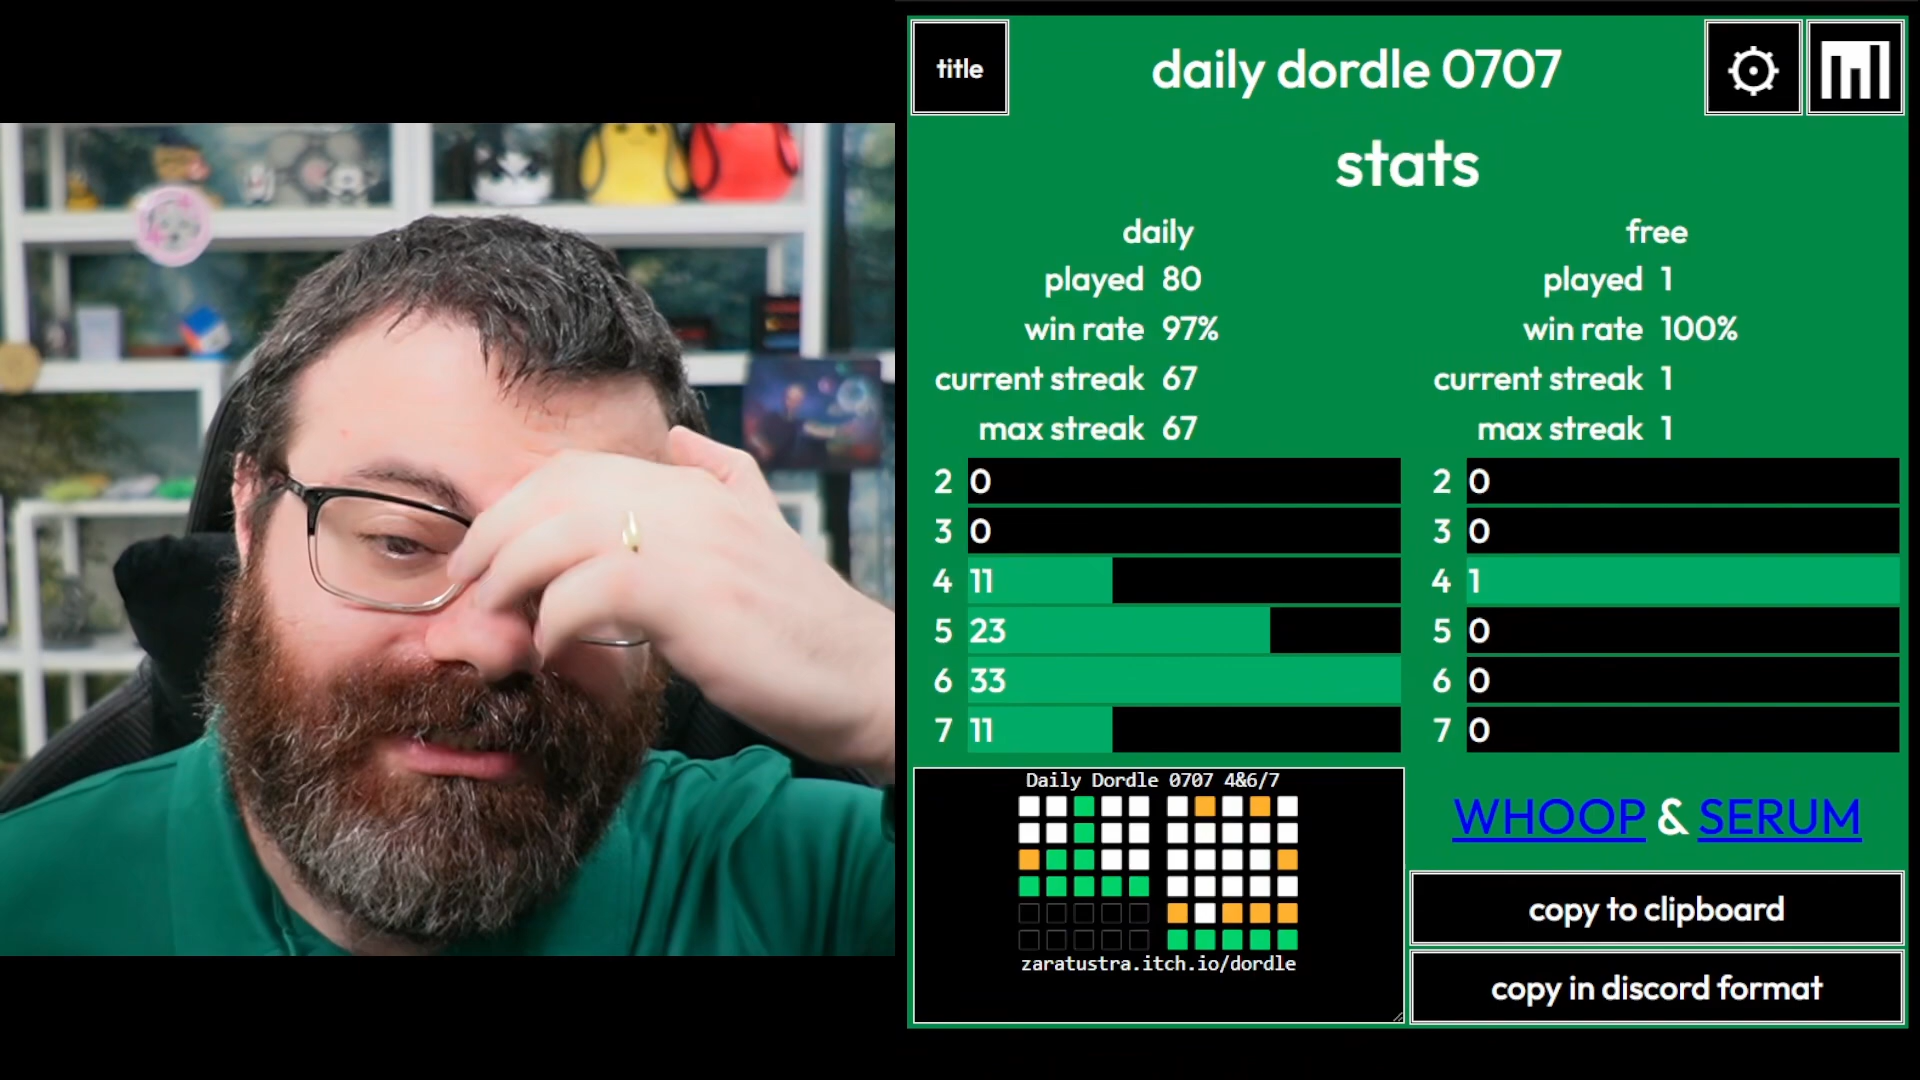 title
daily dordle 0707
stats
daily
played 80
win rate 97%
current streak 67
max streak 67
2 0
3 0
4 11
5 23
6 33
7 11
free
played 1
win rate 100%
current streak 1
max streak 1
2 0
3 0
4 1
5 0
6 0
7 0
Daily Dordle 0707 4&6/7
zaratustra.itch.io/dordle
WHOOP & SERUM
copy to clipboard
copy in discord format